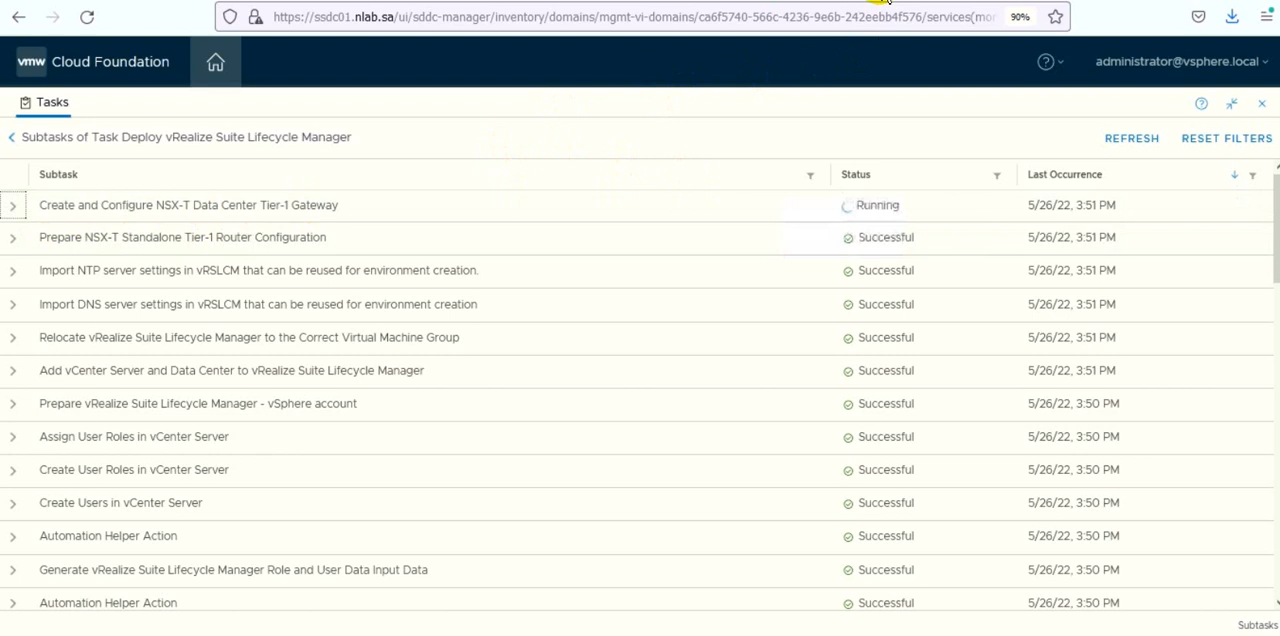 https://ssdc01.nlab.sa/ui/sddc-manager/inventory/domains/mgmt-vi-domains/ca6f5740-566c-4236-9e6b-242eebb4f576/services(mor 90%
vmw Cloud Foundation administrator@vsphere.local
Tasks
Subtasks of Task Deploy vRealize Suite Lifecycle Manager REFRESH RESET FILTERS
Subtask Status Last Occurrence
Create and Configure NSX-T Data Center Tier-1 Gateway Running 5/26/22, 3:51 PM
Prepare NSX-T Standalone Tier-1 Router Configuration Successful 5/26/22, 3:51 PM
Import NTP server settings in vRSLCM that can be reused for environment creation. Successful 5/26/22, 3:51 PM
Import DNS server settings in vRSLCM that can be reused for environment creation Successful 5/26/22, 3:51 PM
Relocate vRealize Suite Lifecycle Manager to the Correct Virtual Machine Group Successful 5/26/22, 3:51 PM
Add vCenter Server and Data Center to vRealize Suite Lifecycle Manager Successful 5/26/22, 3:51 PM
Prepare vRealize Suite Lifecycle Manager - vSphere account Successful 5/26/22, 3:50 PM
Assign User Roles in vCenter Server Successful 5/26/22, 3:50 PM
Create User Roles in vCenter Server Successful 5/26/22, 3:50 PM
Create Users in vCenter Server Successful 5/26/22, 3:50 PM
Automation Helper Action Successful 5/26/22, 3:50 PM
Generate vRealize Suite Lifecycle Manager Role and User Data Input Data Successful 5/26/22, 3:50 PM
Automation Helper Action Successful 5/26/22, 3:50 PM
Subtasks